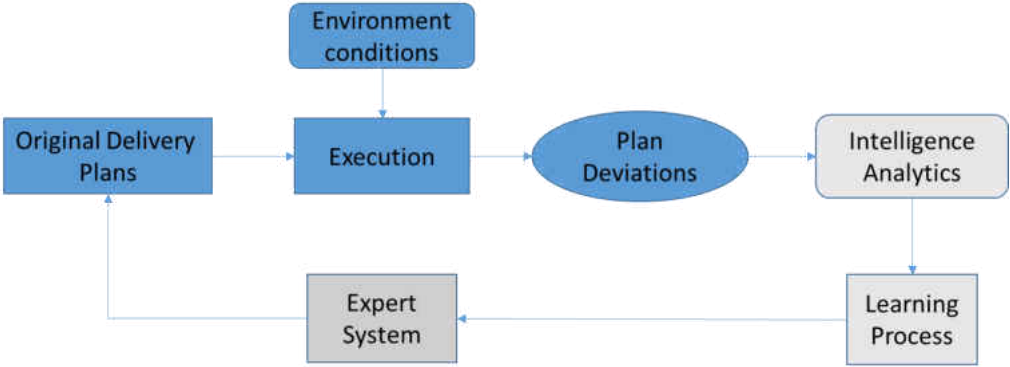 Environment
conditions
Original Delivery
Plans
Execution
Plan
Deviations
Intelligence
Analytics
Expert
System
Learning
Process